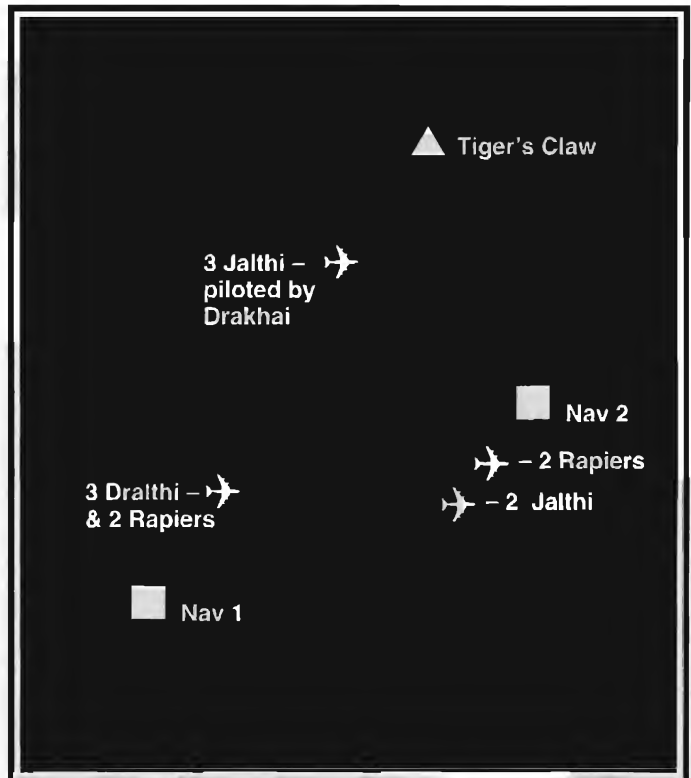 Tiger's Claw
3 Jalthi –
piloted by
Drakhai
Nav 2
– 2 Rapiers
3 Dralthi –
& 2 Rapiers
– 2 Jalthi
Nav 1